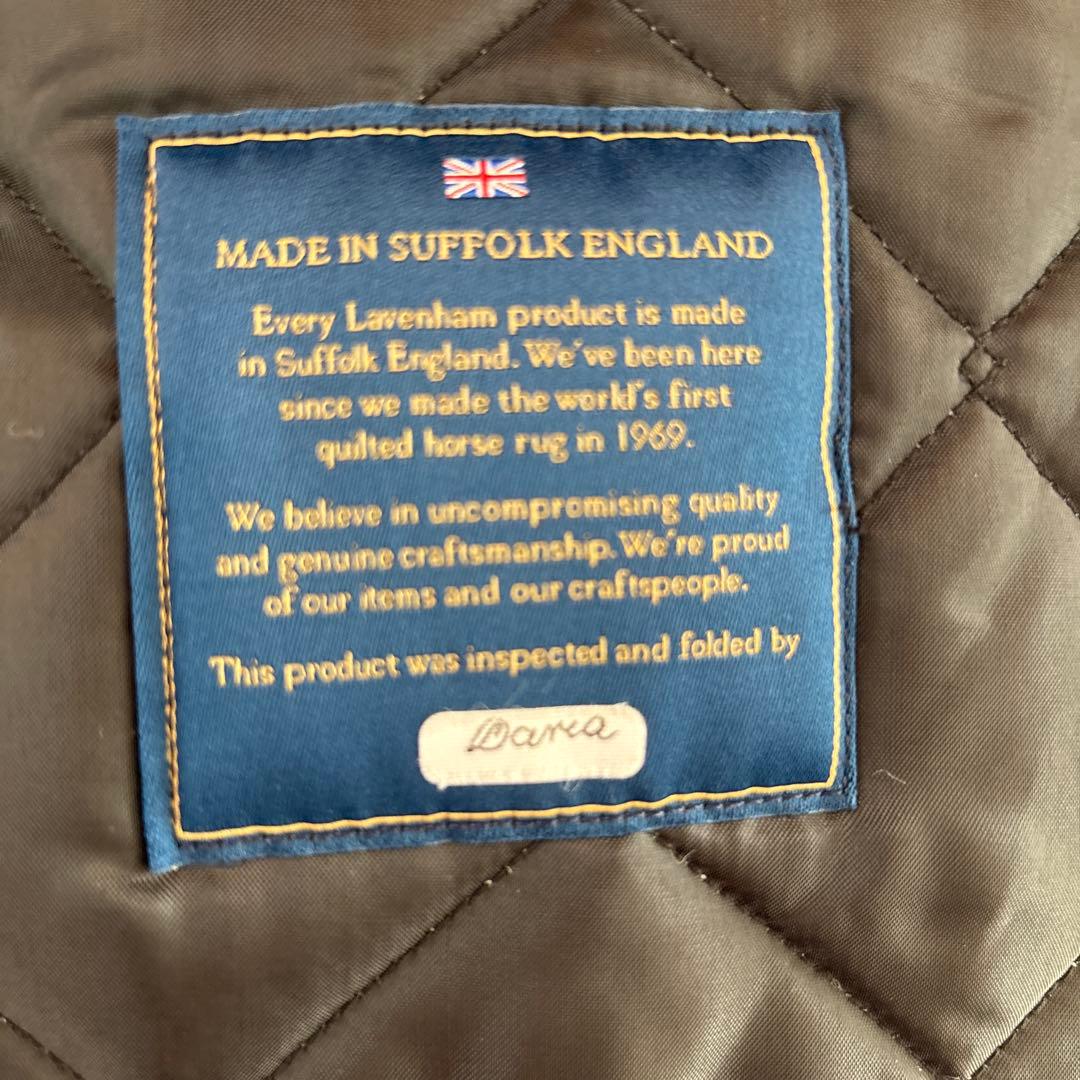 MADE IN SUFFOLK ENGLAND
Every Lavenham product is made
in Suffolk England. We've been here
since we made the world's first
quilted horse rug in 1969.
We believe in uncompromising quality
and genuine craftsmanship. We're proud
of our items and our craftspeople.
This product was inspected and folded by
Daria